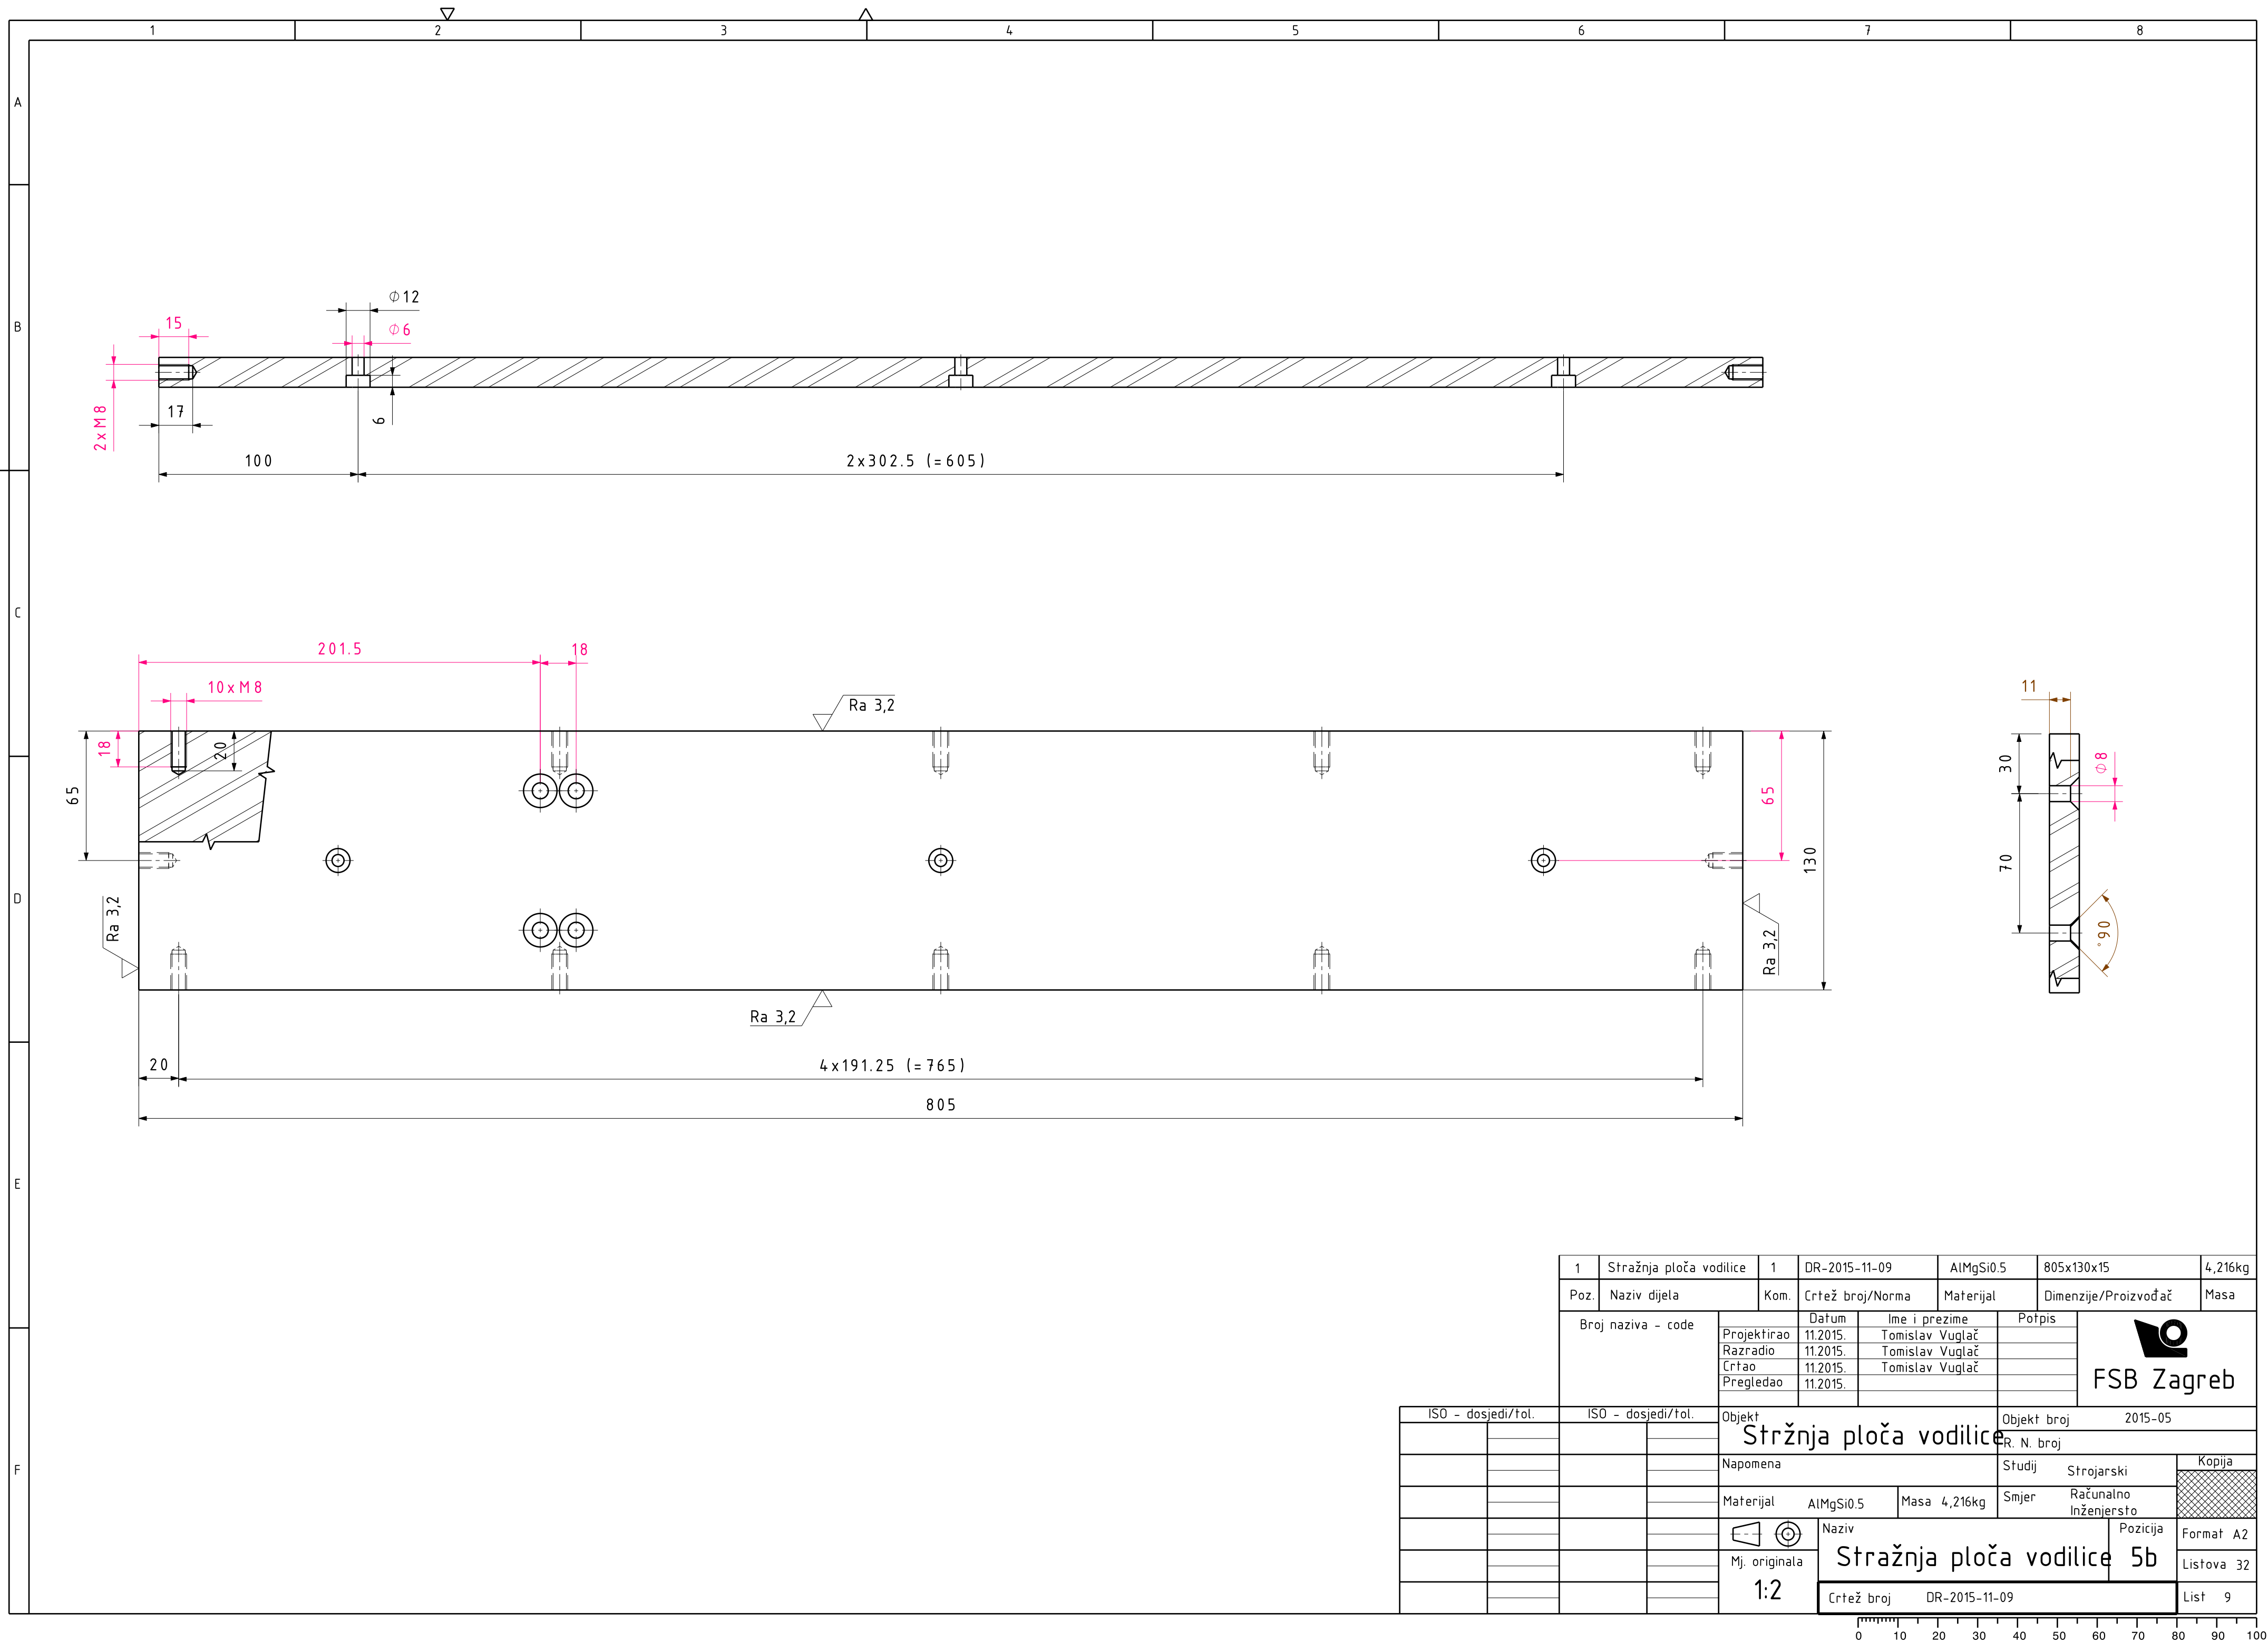 1 2 3 4 5 6 7 8
A
B
C
D
E
F
⌀12
15
⌀6
2xM8
17
6
100
2x302.5 (=605)
201.5
18
10xM8
Ra 3,2
18
20
65
65
130
Ra 3,2
Ra 3,2
Ra 3,2
20
4x191.25 (=765)
805
11
30
⌀8
70
90°
1 Stražnja ploča vodilice 1 DR-2015-11-09 AlMgSi0.5 805x130x15 4,216kg
Poz. Naziv dijela Kom. Crtež broj/Norma Materijal Dimenzije/Proizvođač Masa
Broj naziva - code
Datum Ime i prezime Potpis
Projektirao 11.2015. Tomislav Vuglač
Razradio 11.2015. Tomislav Vuglač
Crtao 11.2015. Tomislav Vuglač
Pregledao 11.2015.
FSB Zagreb
ISO - dosjedi/tol. ISO - dosjedi/tol.
Objekt
Stržnja ploča vodilice
Objekt broj 2015-05
R. N. broj
Napomena
Studij Strojarski
Kopija
Materijal AlMgSi0.5 Masa 4,216kg
Smjer Računalno
Inženjersto
Naziv
Stražnja ploča vodilice
Pozicija
5b
Format A2
Mj. originala
1:2
Listova 32
Crtež broj DR-2015-11-09
List 9
0 10 20 30 40 50 60 70 80 90 100